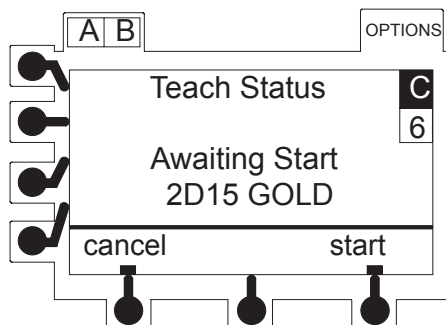 A B
OPTIONS
Teach Status
C
6
Awaiting Start
2D15 GOLD
cancel
start